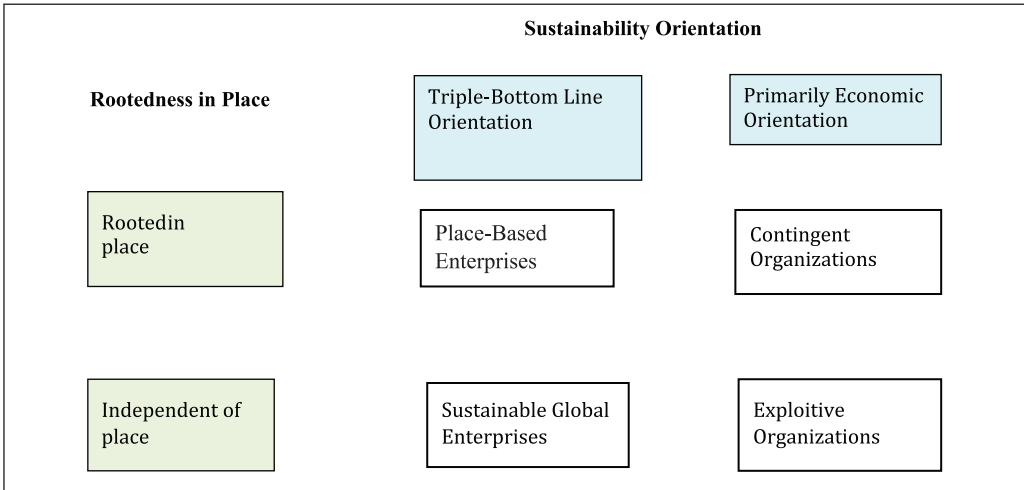 Sustainability Orientation
Rootedness in Place
Triple-Bottom Line
Orientation
Primarily Economic
Orientation
Rootedin
place
Place-Based
Enterprises
Contingent
Organizations
Independent of
place
Sustainable Global
Enterprises
Exploitive
Organizations